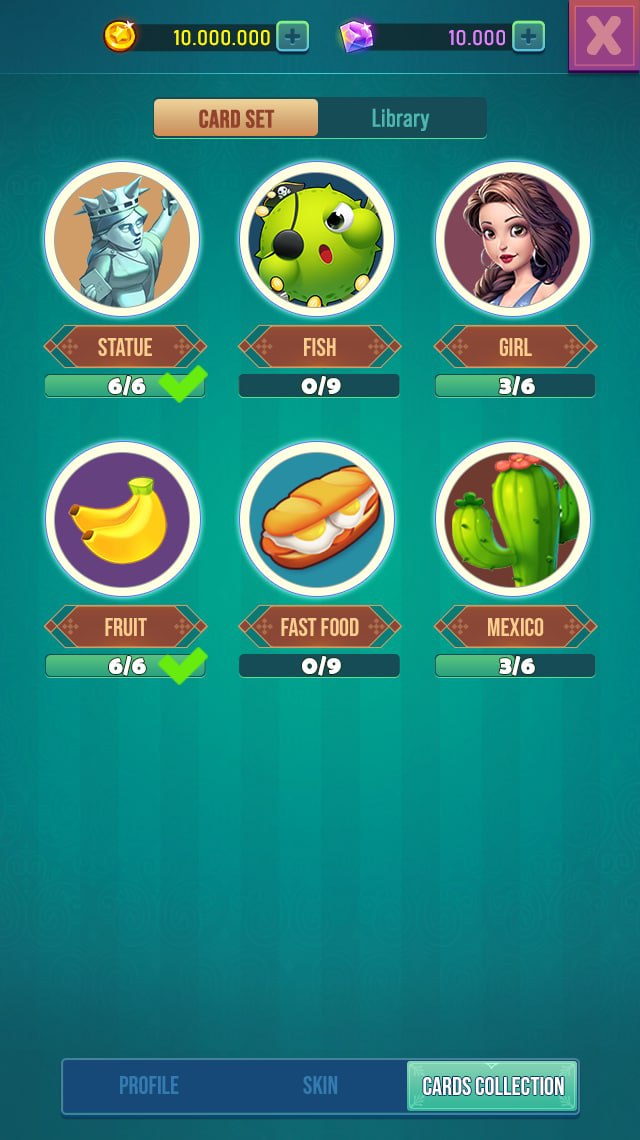 10.000.000 10.000 X
CARD SET Library
STATUE FISH GIRL
6/6 0/9 3/6
FRUIT FAST FOOD MEXICO
6/6 0/9 3/6
PROFILE SKIN CARDS COLLECTION